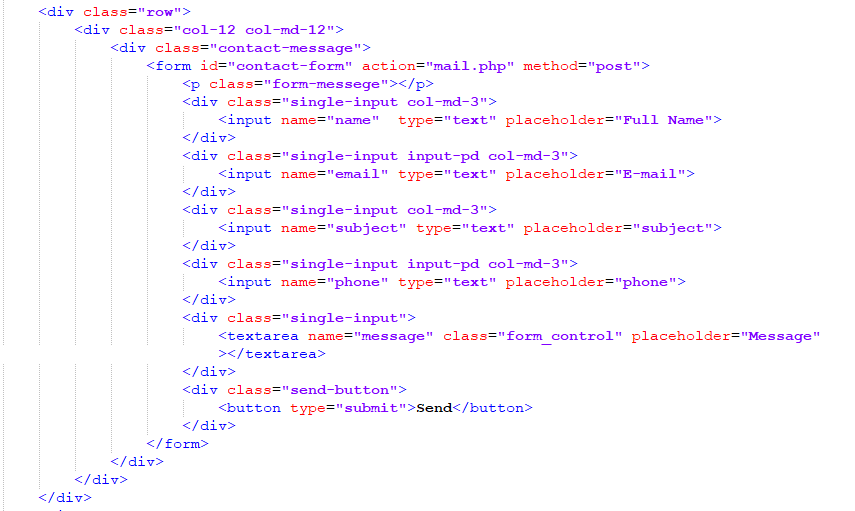 <div class="row">
<div class="col-12 col-md-12">
<div class="contact-message">
<form id="contact-form" action="mail.php" method="post">
<p class="form-messege"></p>
<div class="single-input col-md-3">
<input name="name"  type="text" placeholder="Full Name">
</div>
<div class="single-input input-pd col-md-3">
<input name="email" type="text" placeholder="E-mail">
</div>
<div class="single-input col-md-3">
<input name="subject" type="text" placeholder="subject">
</div>
<div class="single-input input-pd col-md-3">
<input name="phone" type="text" placeholder="phone">
</div>
<div class="single-input">
<textarea name="message" class="form_control" placeholder="Message"
></textarea>
</div>
<div class="send-button">
<button type="submit">Send</button>
</div>
</form>
</div>
</div>
</div>